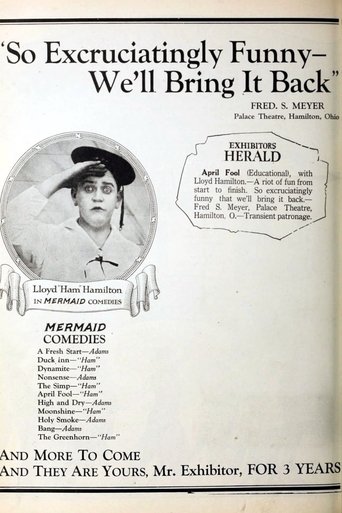 "So Excruciatingly Funny—
We'll Bring It Back"
FRED. S. MEYER
Palace Theatre, Hamilton, Ohio
EXHIBITORS
HERALD
April Fool (Educational), with
Lloyd Hamilton.—A riot of fun from
start to finish. So excruciatingly
funny that we'll bring it back.—
Fred S. Meyer, Palace Theatre,
Hamilton, O.—Transient patronage.
Lloyd "Ham" Hamilton
IN MERMAID COMEDIES
MERMAID
COMEDIES
A Fresh Start—Adams
Duck inn—"Ham"
Dynamite—"Ham"
Nonsense—Adams
The Simp—"Ham"
April Fool—"Ham"
High and Dry—Adams
Moonshine—"Ham"
Holy Smoke—Adams
Bang—Adams
The Greenhorn—"Ham"
AND MORE TO COME
AND THEY ARE YOURS, MR. EXHIBITOR, FOR 3 YEARS